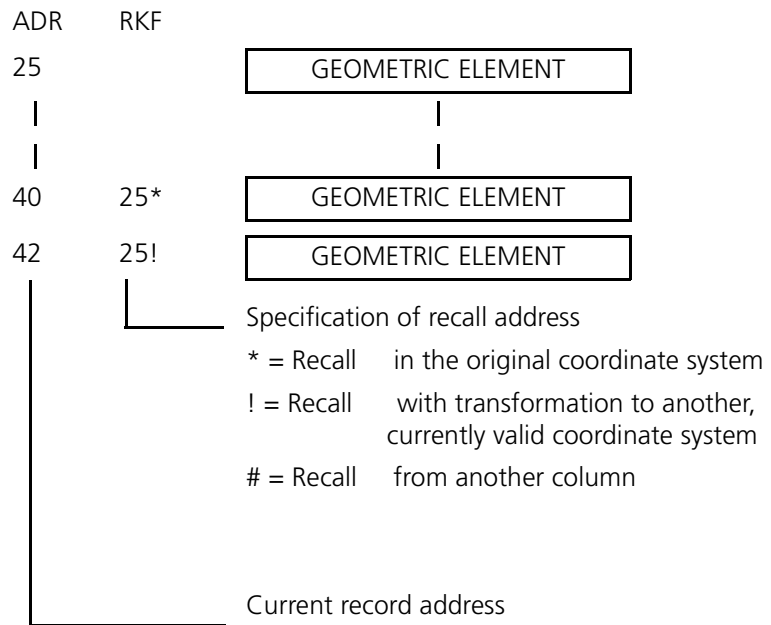 ADR RKF
25 GEOMETRIC ELEMENT
40 25* GEOMETRIC ELEMENT
42 25! GEOMETRIC ELEMENT
Specification of recall address
* = Recall in the original coordinate system
! = Recall with transformation to another,
currently valid coordinate system
# = Recall from another column
Current record address